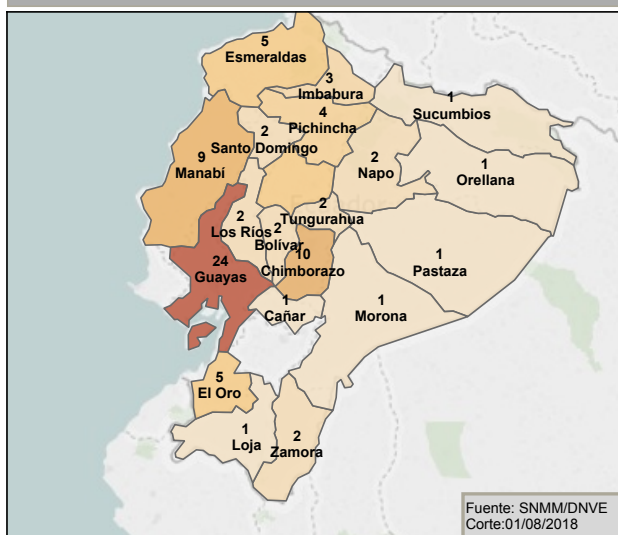 5
Esmeraldas
3
Imbabura
1
Sucumbios
4
Pichincha
2
Santo Domingo
9
Manabí
2
Napo
1
Orellana
2
Tungurahua
2
Los Ríos
2
Bolívar
10
Chimborazo
24
Guayas
1
Pastaza
1
Cañar
1
Morona
5
El Oro
1
Loja
2
Zamora
Fuente: SNMM/DNVE
Corte:01/08/2018